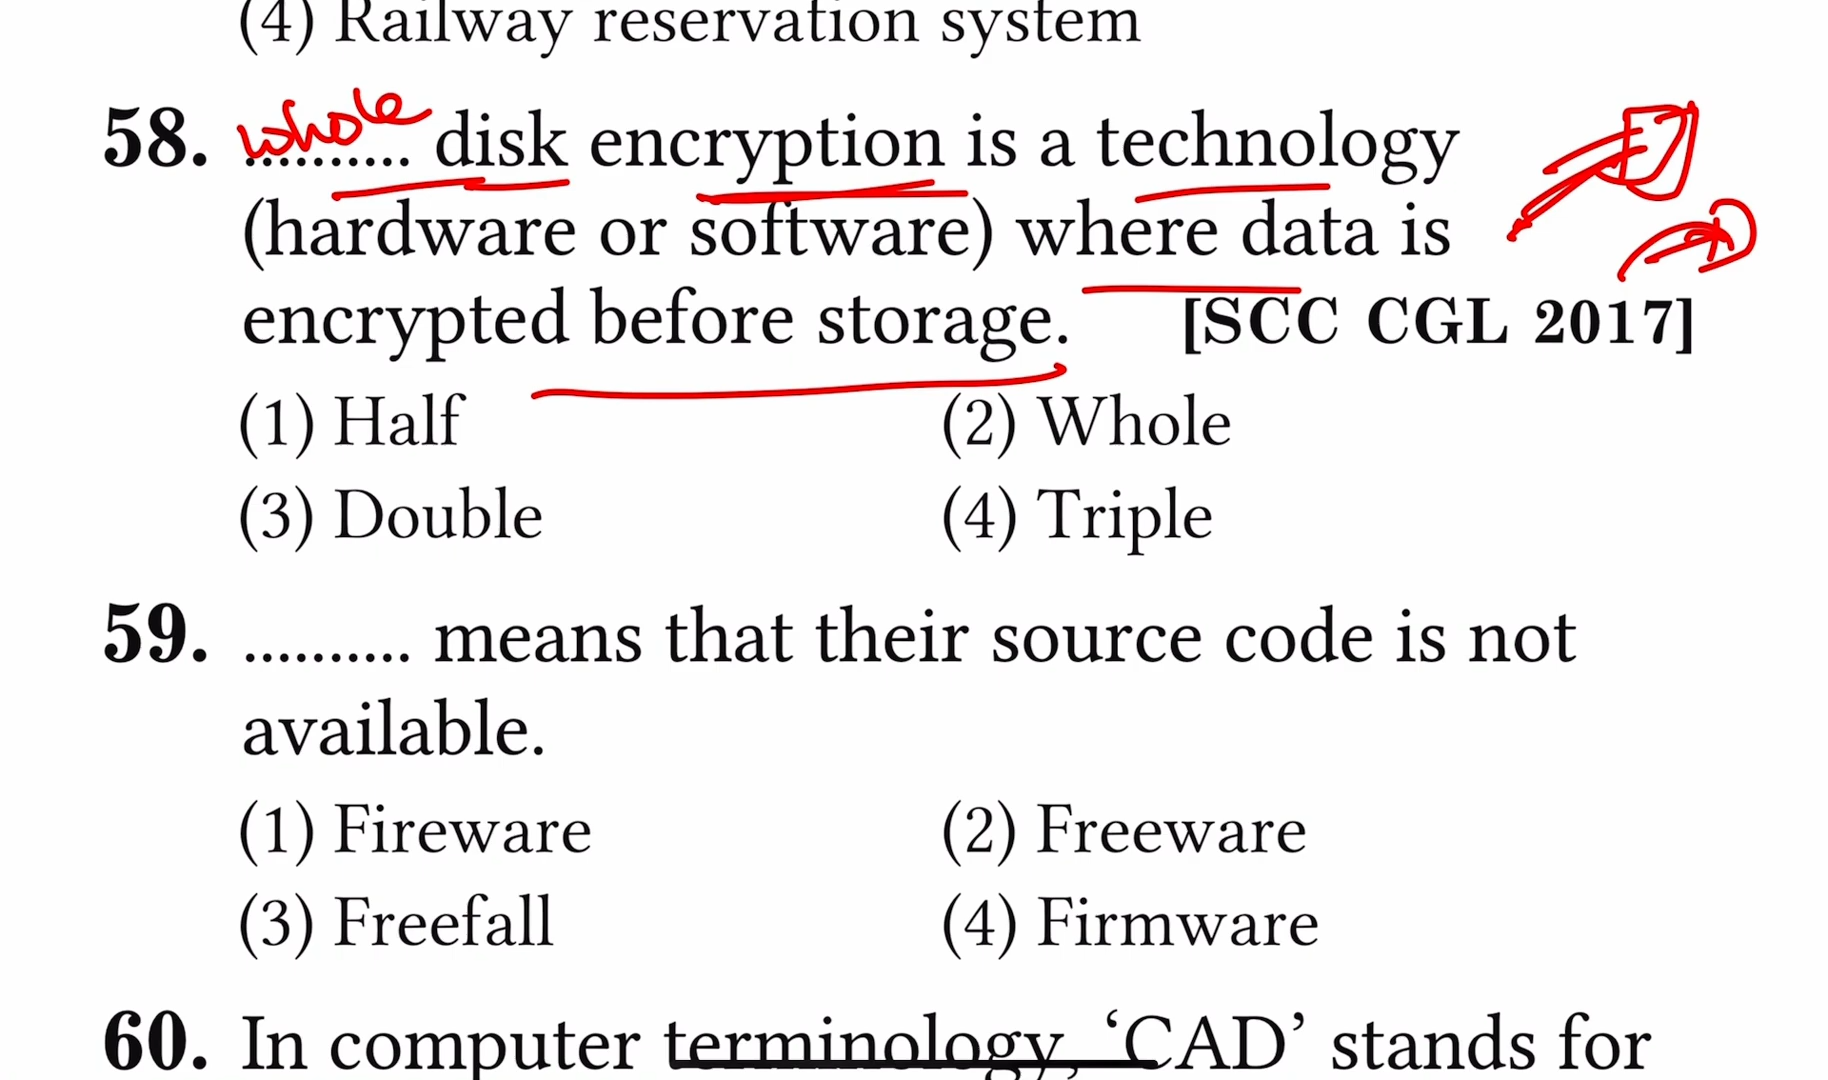 (4) Railway reservation system
58. whole .......... disk encryption is a technology
(hardware or software) where data is
encrypted before storage. [SCC CGL 2017]
(1) Half (2) Whole
(3) Double (4) Triple
59. .......... means that their source code is not
available.
(1) Fireware (2) Freeware
(3) Freefall (4) Firmware
60. In computer terminology, ‘CAD’ stands for